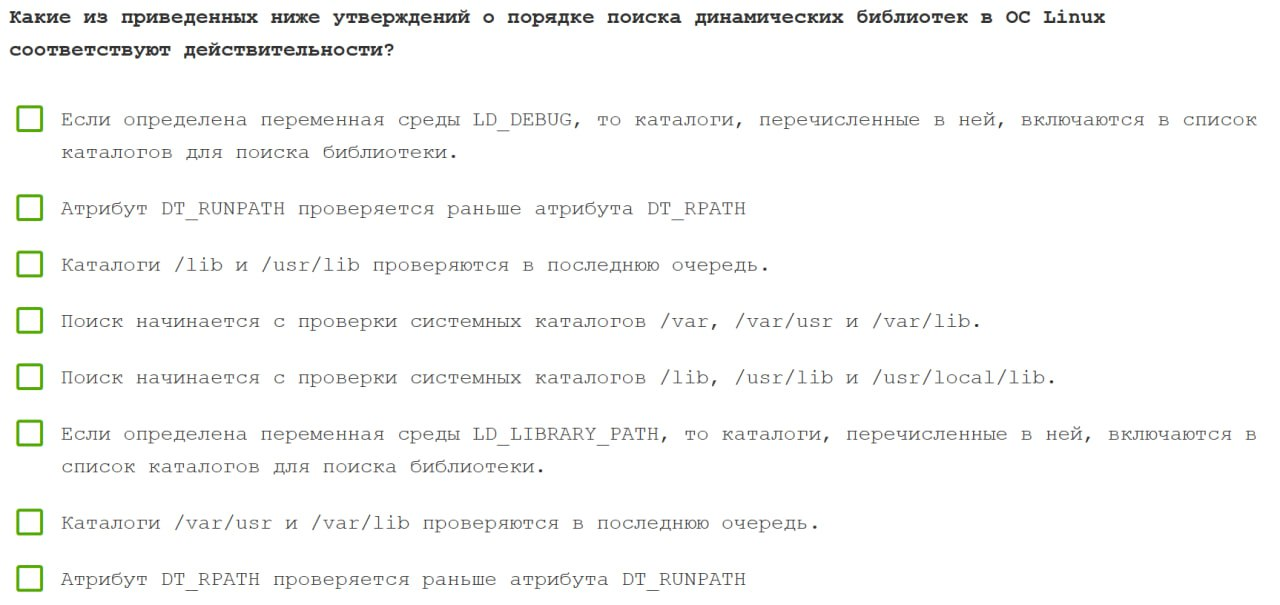 Какие из приведенных ниже утверждений о порядке поиска динамических библиотек в ОС Linux
соответствуют действительности?
Если определена переменная среды LD_DEBUG, то каталоги, перечисленные в ней, включаются в список
каталогов для поиска библиотеки.
Атрибут DT_RUNPATH проверяется раньше атрибута DT_RPATH
Каталоги /lib и /usr/lib проверяются в последнюю очередь.
Поиск начинается с проверки системных каталогов /var, /var/usr и /var/lib.
Поиск начинается с проверки системных каталогов /lib, /usr/lib и /usr/local/lib.
Если определена переменная среды LD_LIBRARY_PATH, то каталоги, перечисленные в ней, включаются в
список каталогов для поиска библиотеки.
Каталоги /var/usr и /var/lib проверяются в последнюю очередь.
Атрибут DT_RPATH проверяется раньше атрибута DT_RUNPATH